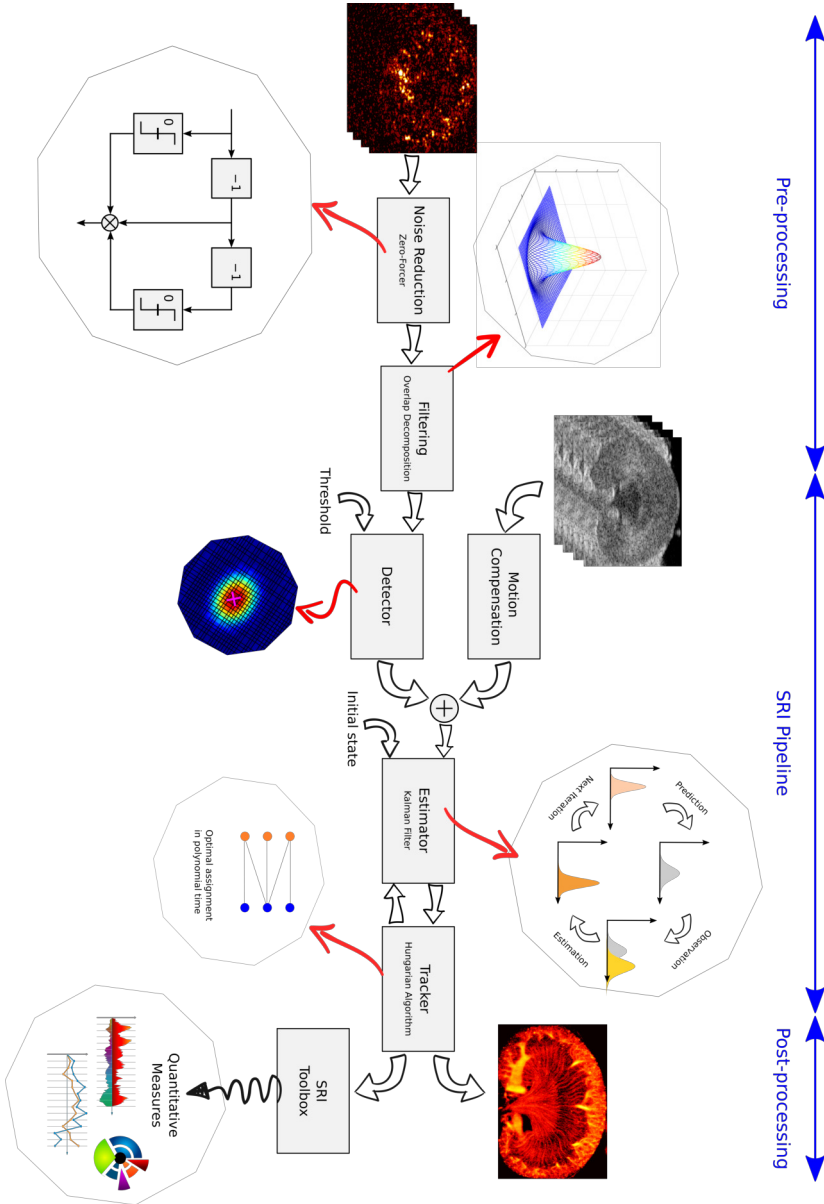 Pre-processing
SRI Pipeline
Post-processing
Noise Reduction
Zero-Forcer
Filtering
Overlap Decomposition
Threshold
Detector
Motion
Compensation
Initial state
Estimator
Kalman Filter
Tracker
Hungarian Algorithm
SRI
Toolbox
Prediction
Observation
Estimation
Next Iteration
Optimal assignment
in polynomial time
Quantitative
Measures
0
−1
−1
0